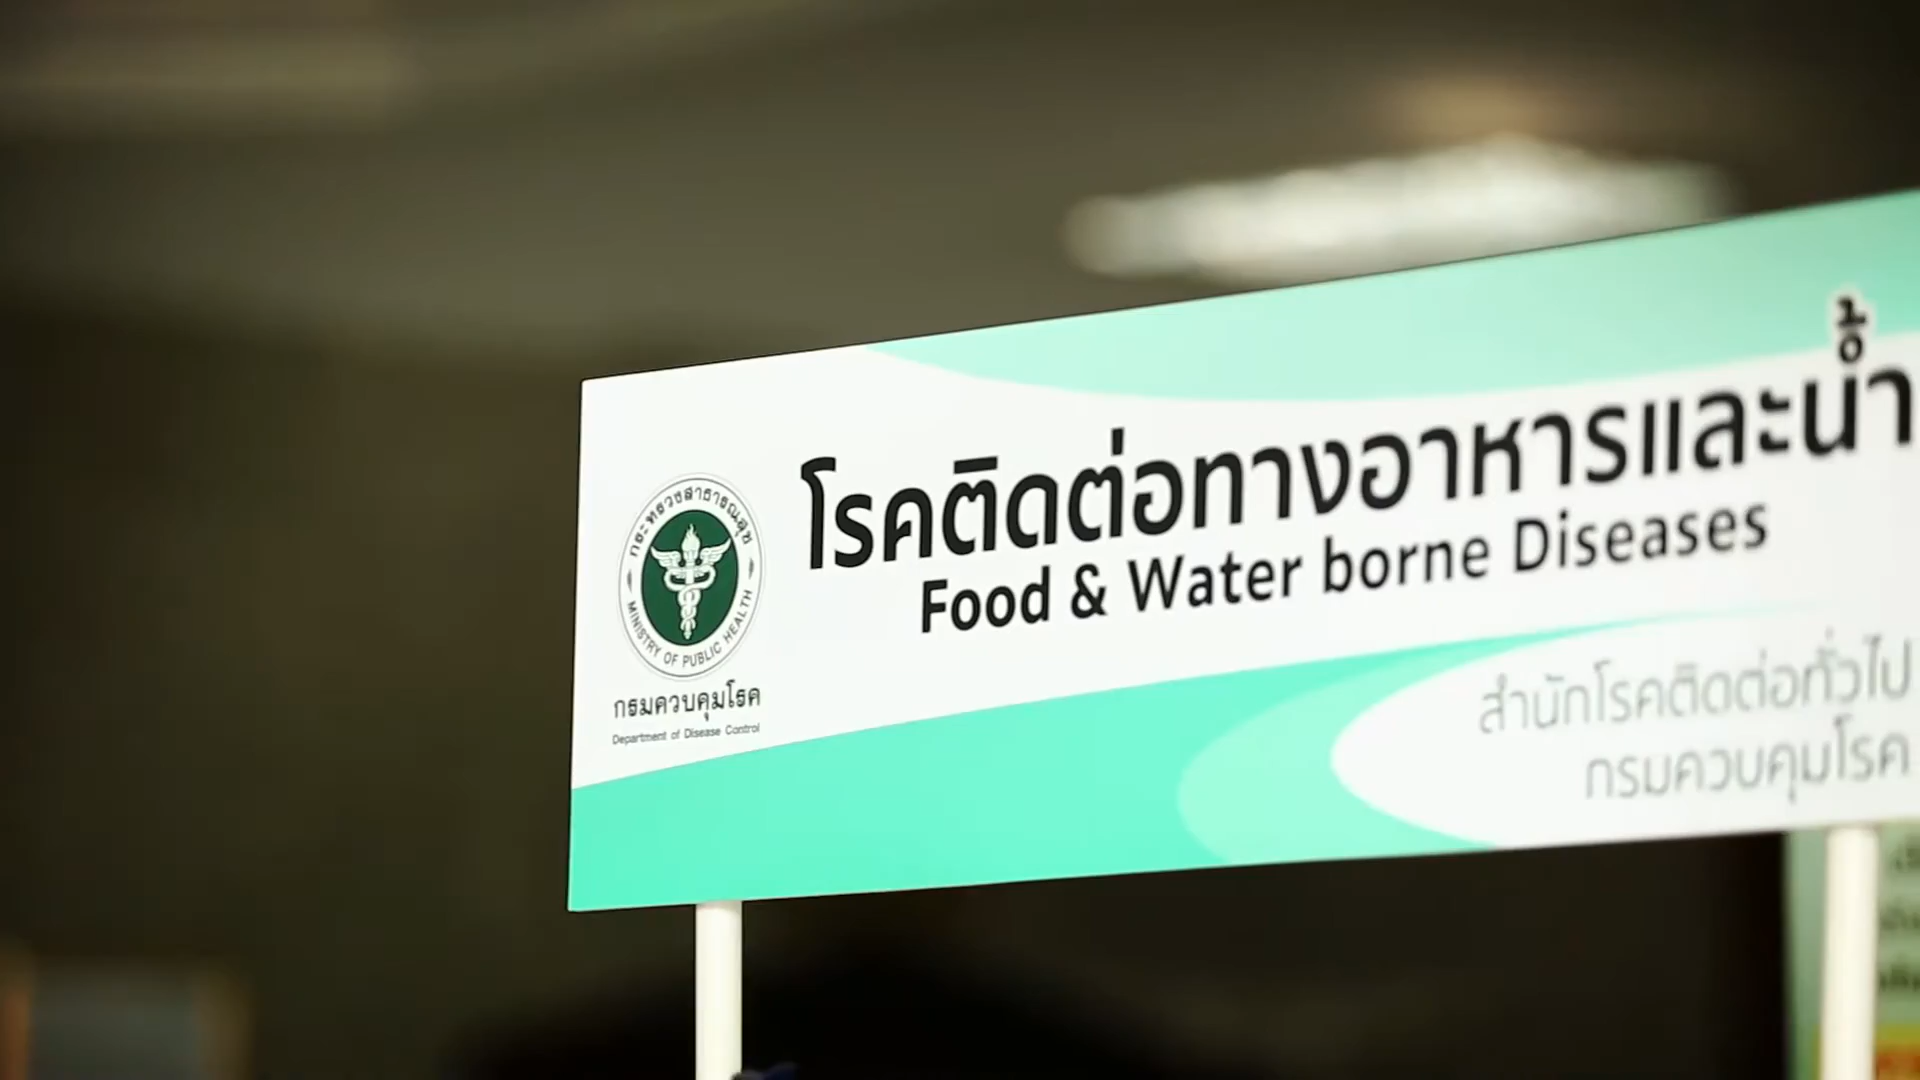 โรคติดต่อทางอาหารและน้ำ
Food & Water borne Diseases
กระทรวงสาธารณสุข
MINISTRY OF PUBLIC HEALTH
กรมควบคุมโรค
Department of Disease Control
สำนักโรคติดต่อทั่วไป
กรมควบคุมโรค